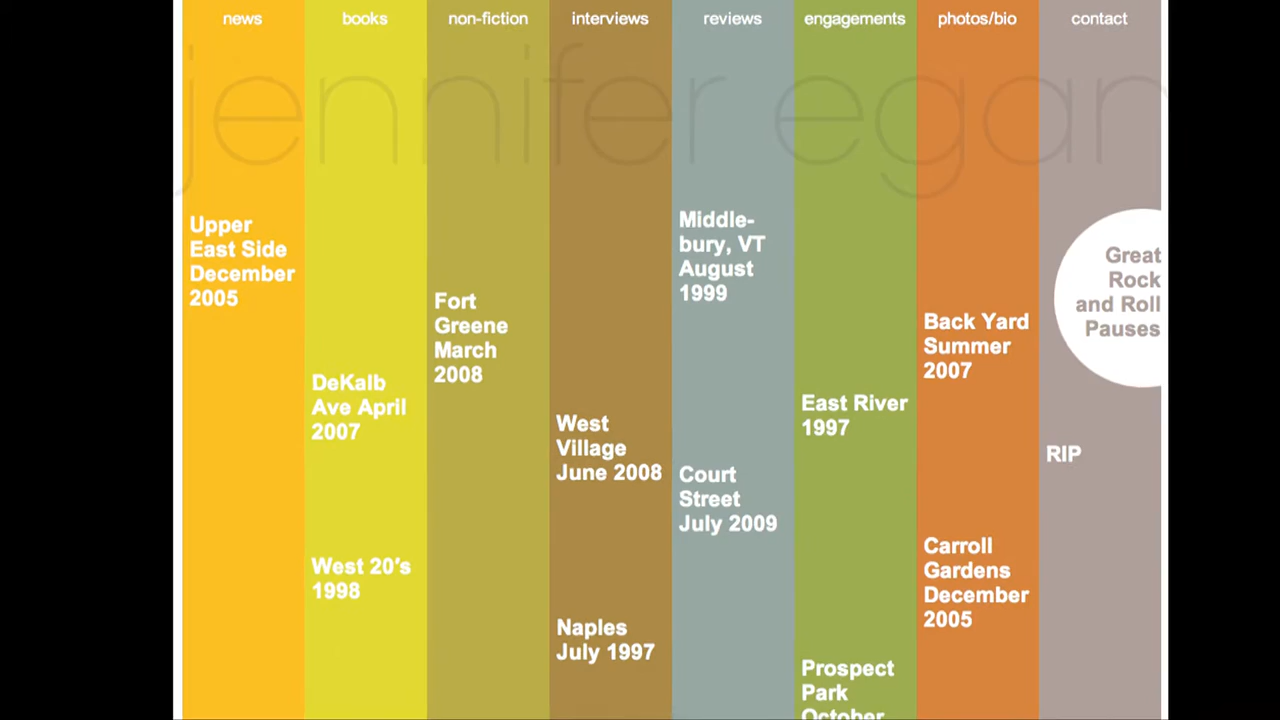 news
books
non-fiction
interviews
reviews
engagements
photos/bio
contact
jennifer egan
Upper
East Side
December
2005
DeKalb
Ave April
2007
West 20's
1998
Fort
Greene
March
2008
West
Village
June 2008
Naples
July 1997
Middle-
bury, VT
August
1999
Court
Street
July 2009
East River
1997
Prospect
Park
October
Back Yard
Summer
2007
Carroll
Gardens
December
2005
Great
Rock
and Roll
Pauses
RIP